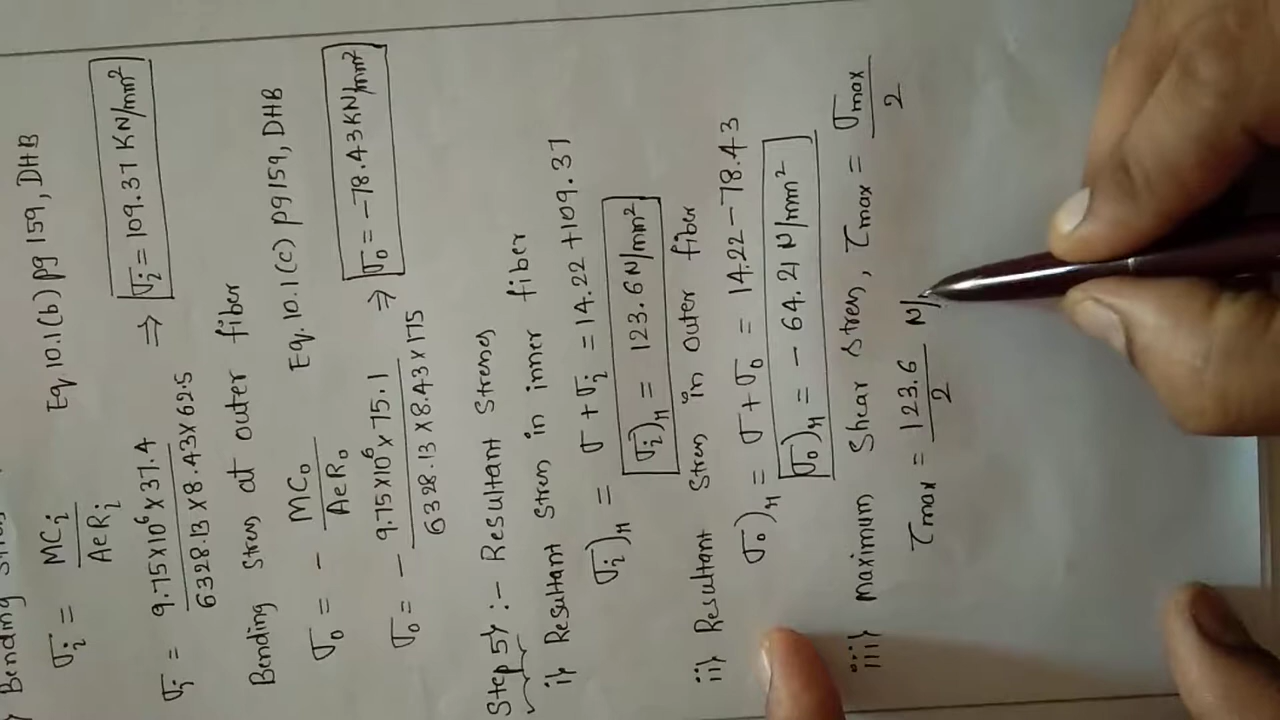 Bending
σi = MCi / AeRi Eq. 10.1(b) pg 159, DHB
σi = 9.75×10⁶×37.4 / 6328.13×8.43×62.5 ⇒ σi = 109.37 KN/mm²
Bending Stress at outer fiber
σo = - MCo / AeRo Eq. 10.1(c) pg 159, DHB
σo = - 9.75×10⁶×75.1 / 6328.13×8.43×175 ⇒ σo = -78.43 KN/mm²
Step 5} :- Resultant Stresses
i} Resultant Stress in inner fiber
σi)r = σ + σi = 14.22 + 109.37
σi)r = 123.6 N/mm²
ii} Resultant Stress in outer fiber
σo)r = σ + σo = 14.22 - 78.43
σo)r = - 64.21 N/mm²
iii} maximum Shear Stress, τmax = σmax / 2
τmax = 123.6 / 2 N/